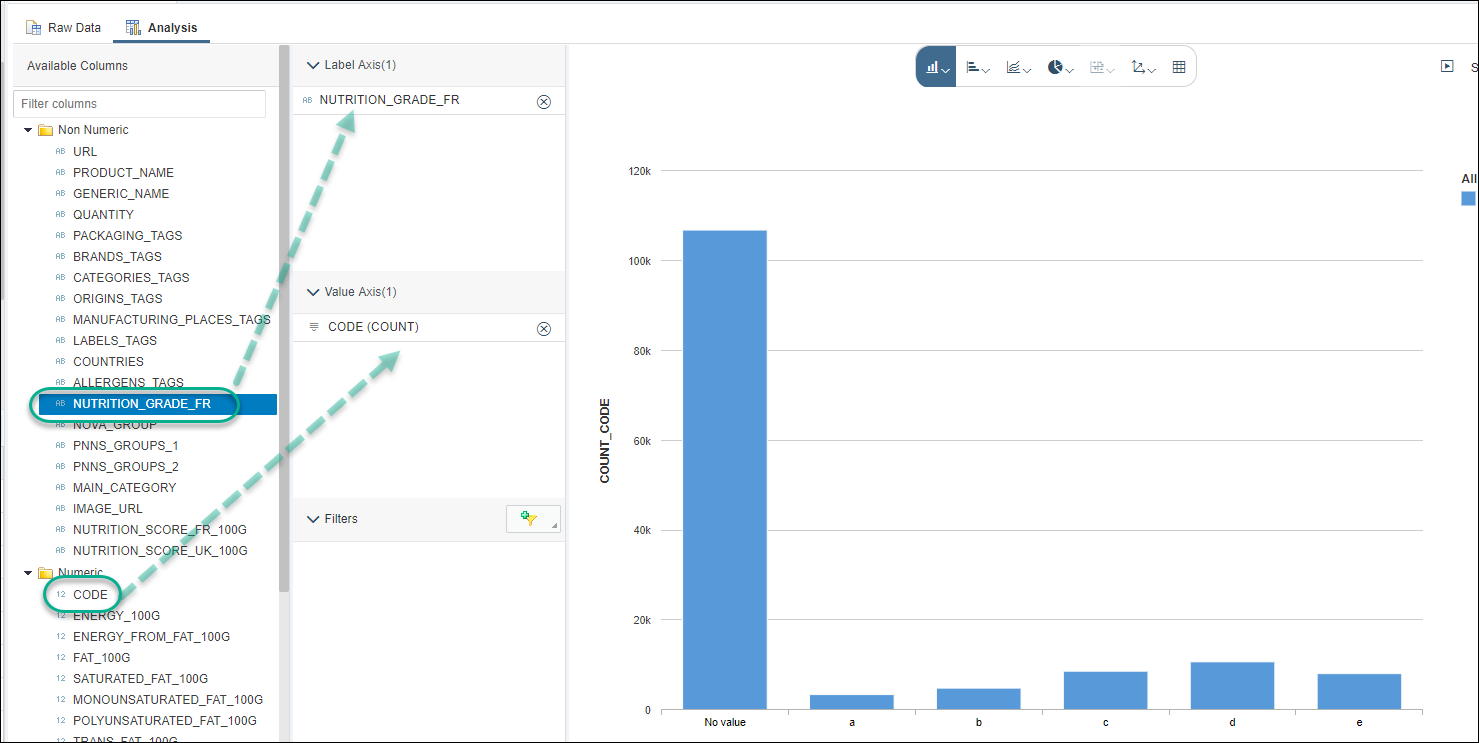 Raw Data
Analysis
Available Columns
Filter columns
Non Numeric
AB URL
AB PRODUCT_NAME
AB GENERIC_NAME
AB QUANTITY
AB PACKAGING_TAGS
AB BRANDS_TAGS
AB CATEGORIES_TAGS
AB ORIGINS_TAGS
AB MANUFACTURING_PLACES_TAGS
AB LABELS_TAGS
AB COUNTRIES
AB ALLERGENS_TAGS
AB NUTRITION_GRADE_FR
AB NOVA_GROUP
AB PNNS_GROUPS_1
AB PNNS_GROUPS_2
AB MAIN_CATEGORY
AB IMAGE_URL
AB NUTRITION_SCORE_FR_100G
AB NUTRITION_SCORE_UK_100G
Numeric
12 CODE
12 ENERGY_100G
12 ENERGY_FROM_FAT_100G
12 FAT_100G
12 SATURATED_FAT_100G
12 MONOUNSATURATED_FAT_100G
12 POLYUNSATURATED_FAT_100G
12 TRANS_FAT_100G
Label Axis(1)
AB NUTRITION_GRADE_FR
Value Axis(1)
CODE (COUNT)
Filters
S
All
COUNT_CODE
120k
100k
80k
60k
40k
20k
0
No value
a
b
c
d
e